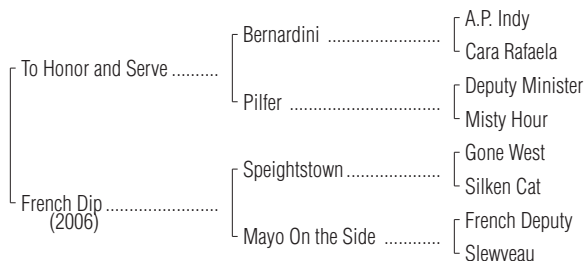 A.P. Indy
Bernardini
Cara Rafaela
To Honor and Serve
Deputy Minister
Pilfer
Misty Hour
Gone West
Speightstown
Silken Cat
French Dip
(2006)
French Deputy
Mayo On the Side
Slewveau